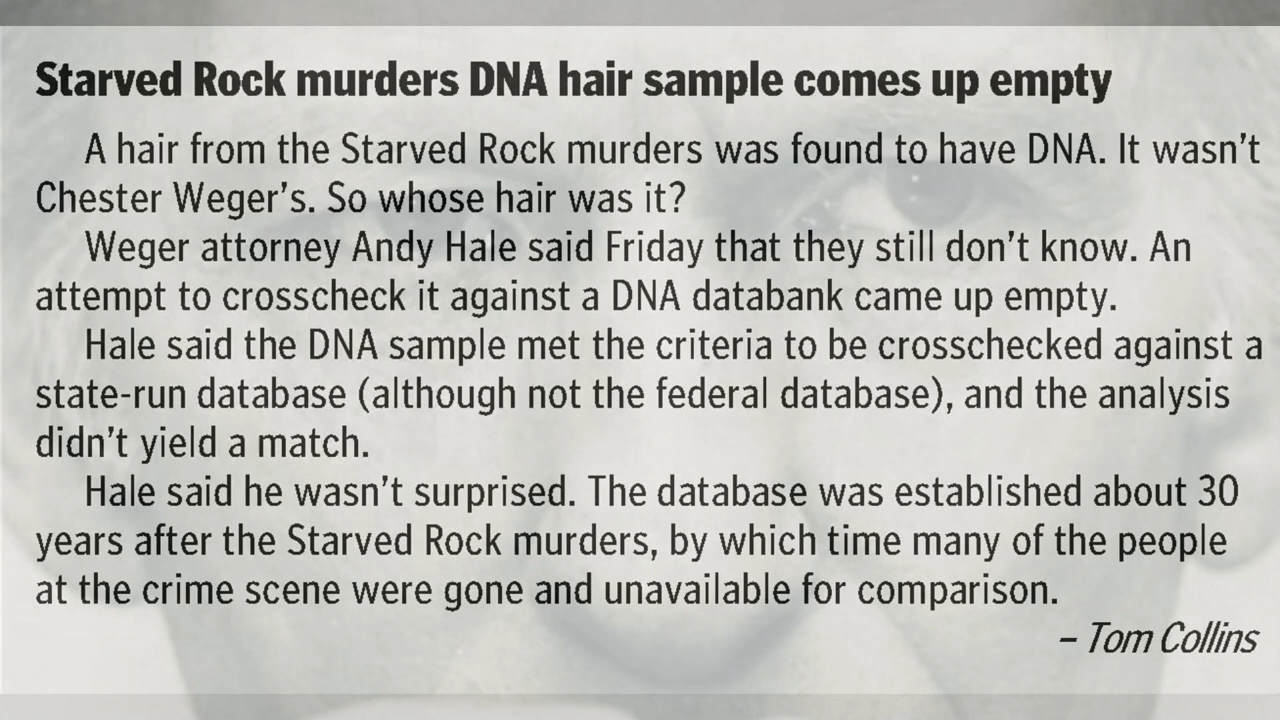 Starved Rock murders DNA hair sample comes up empty
A hair from the Starved Rock murders was found to have DNA. It wasn’t
Chester Weger’s. So whose hair was it?
Weger attorney Andy Hale said Friday that they still don’t know. An
attempt to crosscheck it against a DNA databank came up empty.
Hale said the DNA sample met the criteria to be crosschecked against a
state-run database (although not the federal database), and the analysis
didn’t yield a match.
Hale said he wasn’t surprised. The database was established about 30
years after the Starved Rock murders, by which time many of the people
at the crime scene were gone and unavailable for comparison.
– Tom Collins